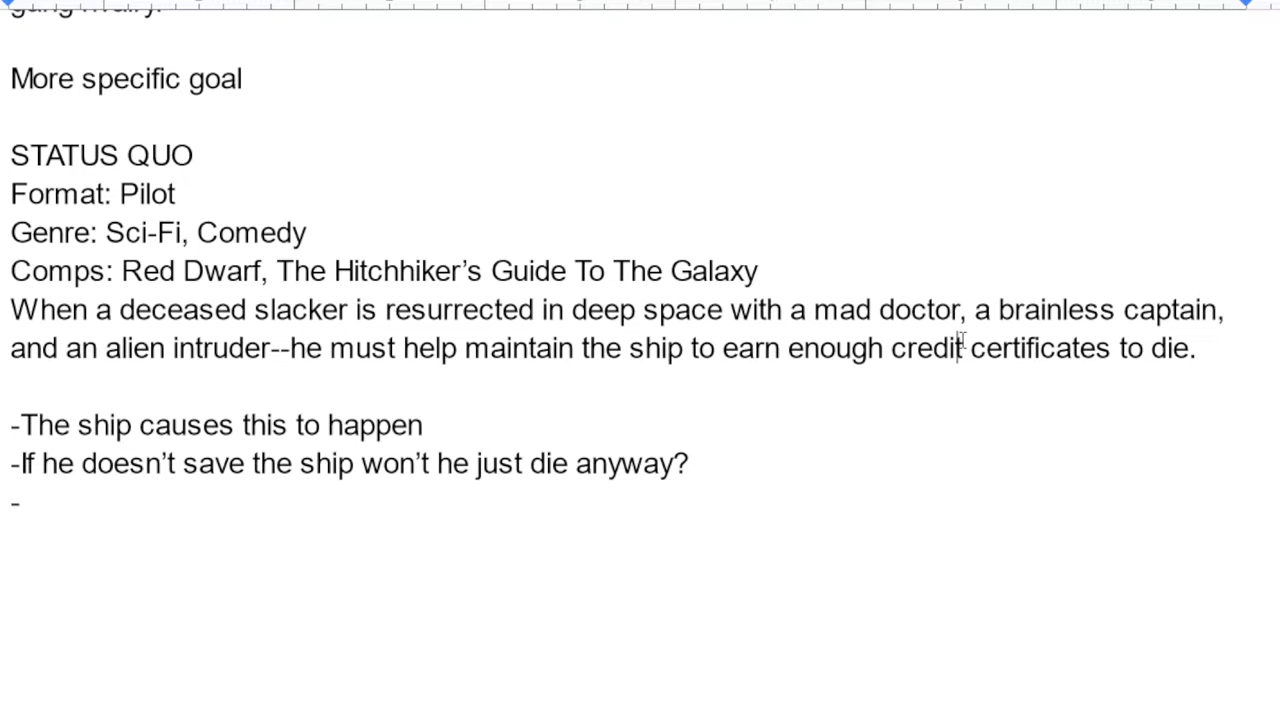 More specific goal
STATUS QUO
Format: Pilot
Genre: Sci-Fi, Comedy
Comps: Red Dwarf, The Hitchhiker’s Guide To The Galaxy
When a deceased slacker is resurrected in deep space with a mad doctor, a brainless captain,
and an alien intruder--he must help maintain the ship to earn enough credit certificates to die.
-The ship causes this to happen
-If he doesn’t save the ship won’t he just die anyway?
-